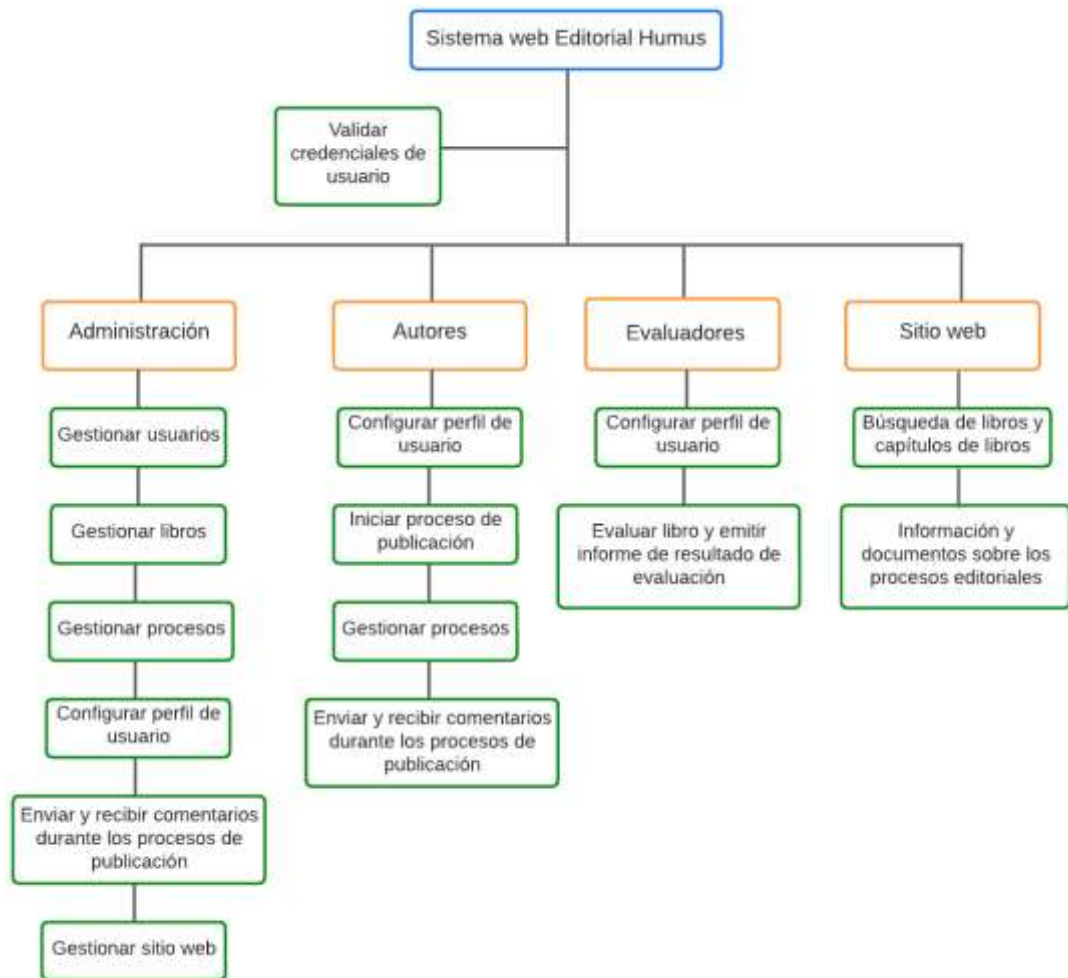 Sistema web Editorial Humus
Validar
credenciales de
usuario
Administración
Gestionar usuarios
Gestionar libros
Gestionar procesos
Configurar perfil de
usuario
Enviar y recibir comentarios
durante los procesos de
publicación
Gestionar sitio web
Autores
Configurar perfil de
usuario
Iniciar proceso de
publicación
Gestionar procesos
Enviar y recibir comentarios
durante los procesos de
publicación
Evaluadores
Configurar perfil de
usuario
Evaluar libro y emitir
informe de resultado de
evaluación
Sitio web
Búsqueda de libros y
capítulos de libros
Información y
documentos sobre los
procesos editoriales